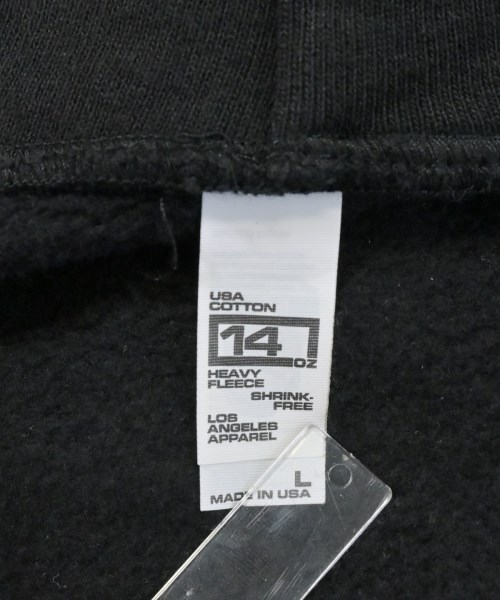 USA
COTTON
14
OZ
HEAVY
FLEECE
SHRINK-
FREE
LOS
ANGELES
APPAREL
L
MADE IN USA